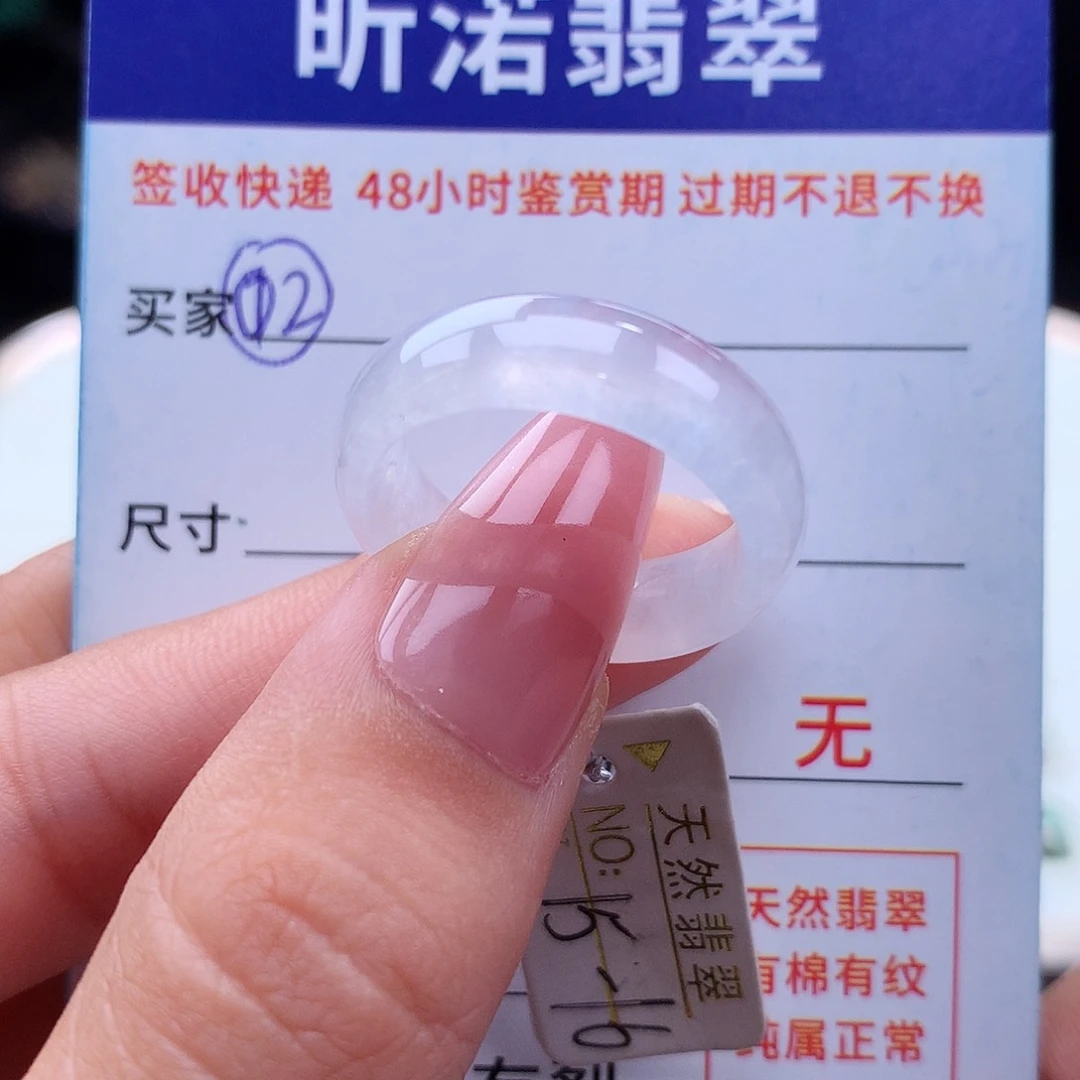 昕渃翡翠
签收快递 48小时鉴赏期 过期不退不换
买家 12
尺寸
无
天然翡翠
NO:15-16
天然翡翠
有棉有纹
纯属正常